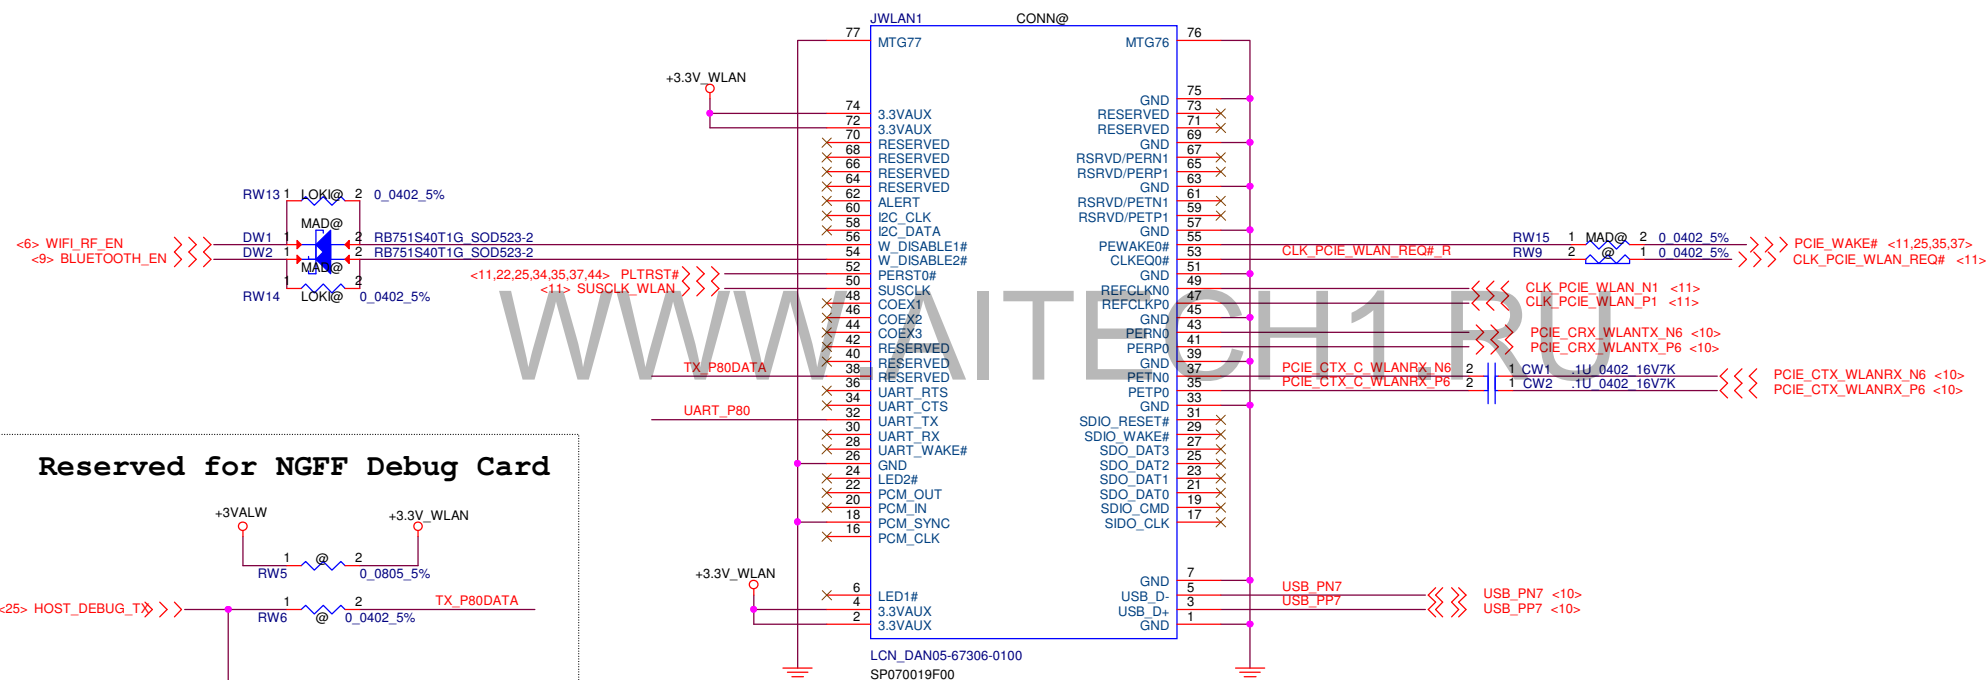 JWLAN1 CONN@
77 MTG77 MTG76 76
+3.3V_WLAN
GND 75
74 3.3VAUX RESERVED 73
72 3.3VAUX RESERVED 71
70 RESERVED GND 69
68 RESERVED RSRVD/PERN1 67
66 RESERVED RSRVD/PERP1 65
64 RESERVED GND 63
62 ALERT RSRVD/PETN1 61
60 I2C_CLK RSRVD/PETP1 59
58 I2C_DATA GND 57
56 W_DISABLE1# PEWAKE0# 55
54 W_DISABLE2# CLKEQ0# 53
52 PERST0# GND 51
50 SUSCLK REFCLKN0 49
48 COEX1 REFCLKP0 47
46 COEX2 GND 45
44 COEX3 PERN0 43
42 RESERVED PERP0 41
40 RESERVED GND 39
38 RESERVED PETN0 37
36 UART_RTS PETP0 35
34 UART_CTS GND 33
32 UART_TX SDIO_RESET# 31
30 UART_RX SDIO_WAKE# 29
28 UART_WAKE# SDO_DAT3 27
26 GND SDO_DAT2 25
24 LED2# SDO_DAT1 23
22 PCM_OUT SDO_DAT0 21
20 PCM_IN SDIO_CMD 19
18 PCM_SYNC SIDO_CLK 17
16 PCM_CLK
+3.3V_WLAN
GND 7
6 LED1# USB_D- 5
4 3.3VAUX USB_D+ 3
2 3.3VAUX GND 1
LCN_DAN05-67306-0100
SP070019F00
RW13 1 LOKI@ 2 0_0402_5%
MAD@
<6> WIFI_RF_EN DW1 1 2 RB751S40T1G_SOD523-2
<9> BLUETOOTH_EN DW2 1 2 RB751S40T1G_SOD523-2
MAD@
RW14 1 LOKI@ 2 0_0402_5%
<11,22,25,34,35,37,44> PLTRST#
<11> SUSCLK_WLAN
TX_P80DATA
UART_P80
RW15 1 MAD@ 2 0_0402_5% PCIE_WAKE# <11,25,35,37>
CLK_PCIE_WLAN_REQ#_R RW9 2 @ 1 0_0402_5% CLK_PCIE_WLAN_REQ# <11>
CLK_PCIE_WLAN_N1 <11>
CLK_PCIE_WLAN_P1 <11>
PCIE_CRX_WLANTX_N6 <10>
PCIE_CRX_WLANTX_P6 <10>
PCIE_CTX_C_WLANRX_N6 2 CW1 .1U_0402_16V7K PCIE_CTX_WLANRX_N6 <10>
PCIE_CTX_C_WLANRX_P6 2 1 CW2 .1U_0402_16V7K PCIE_CTX_WLANRX_P6 <10>
USB_PN7 USB_PN7 <10>
USB_PP7 USB_PP7 <10>
WWW.AITECH1.RU
Reserved for NGFF Debug Card
+3VALW +3.3V_WLAN
1 @ 2
RW5 0_0805_5%
<25> HOST_DEBUG_TX 1 2 TX_P80DATA
RW6 @ 0_0402_5%